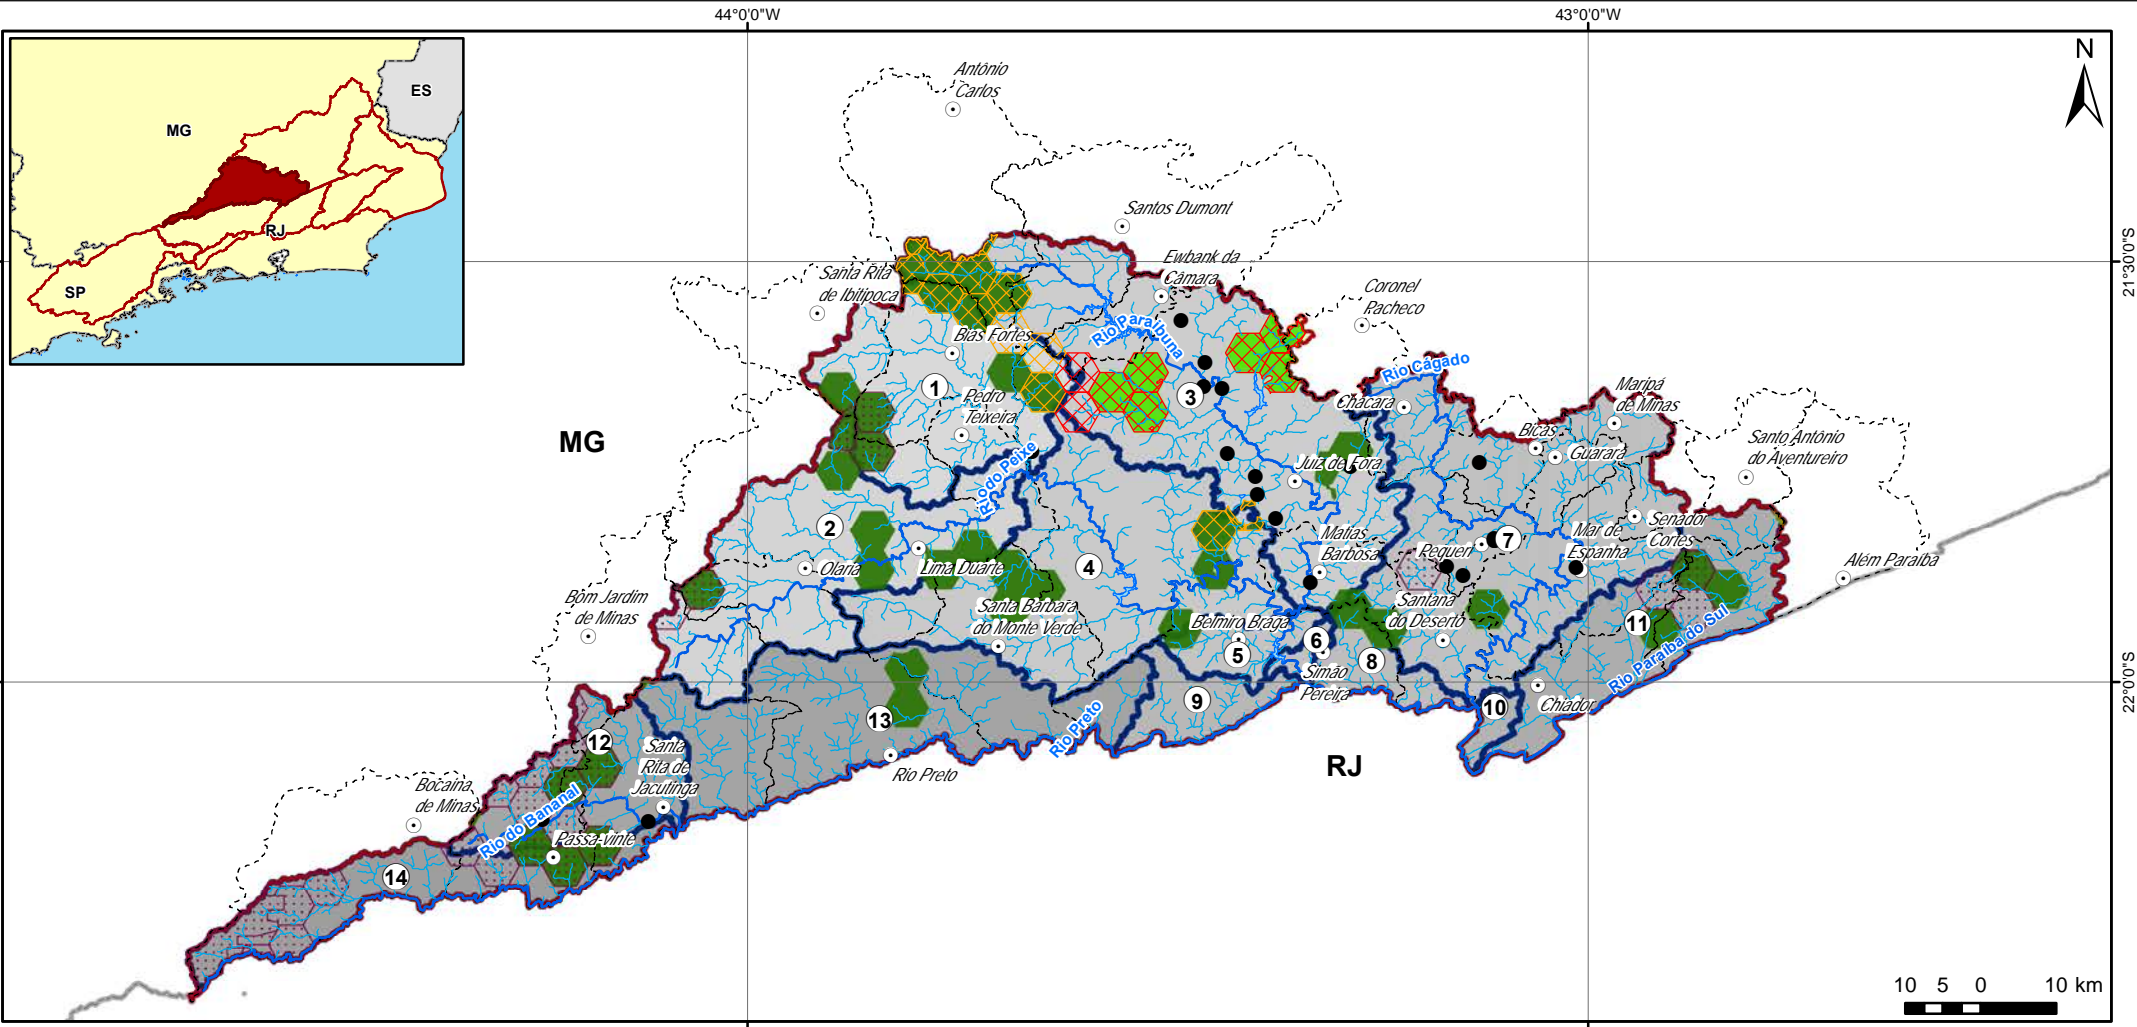 44°0'0"W
43°0'0"W
N
ES
MG
RJ
SP
21°30'0"S
22°0'0"S
Antônio
Carlos
Santos Dumont
Ewbank da
Câmara
Santa Rita
de Ibitipoca
Coronel
Pacheco
Bias Fortes
Rio Paraibuna
Rio Cágado
1
3
Pedro
Teixeira
Chácara
Maripá
de Minas
Bicas
Guarará
Santo Antônio
do Aventureiro
MG
Rio do Peixe
Juiz de Fora
2
Olaria
Lima Duarte
4
Matias
Barbosa
Pequeri
7
Mar de
Espanha
Senador
Cortes
Além Paraíba
Bom Jardim
de Minas
Santa Bárbara
do Monte Verde
Belmiro Braga
5
6
Simão
Pereira
8
Santana
do Deserto
11
Rio Paraíba do Sul
Chiador
10
9
13
Rio Preto
Rio Preto
12
Santa
Rita de
Jacutinga
RJ
Bocaina
de Minas
Rio do Bananal
Passa-vinte
14
10 5 0 10 km